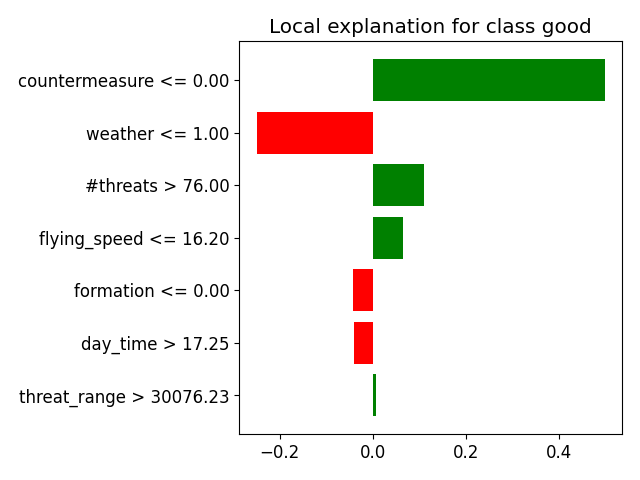 Local explanation for class good
countermeasure <= 0.00
weather <= 1.00
#threats > 76.00
flying_speed <= 16.20
formation <= 0.00
day_time > 17.25
threat_range > 30076.23
−0.2 0.0 0.2 0.4